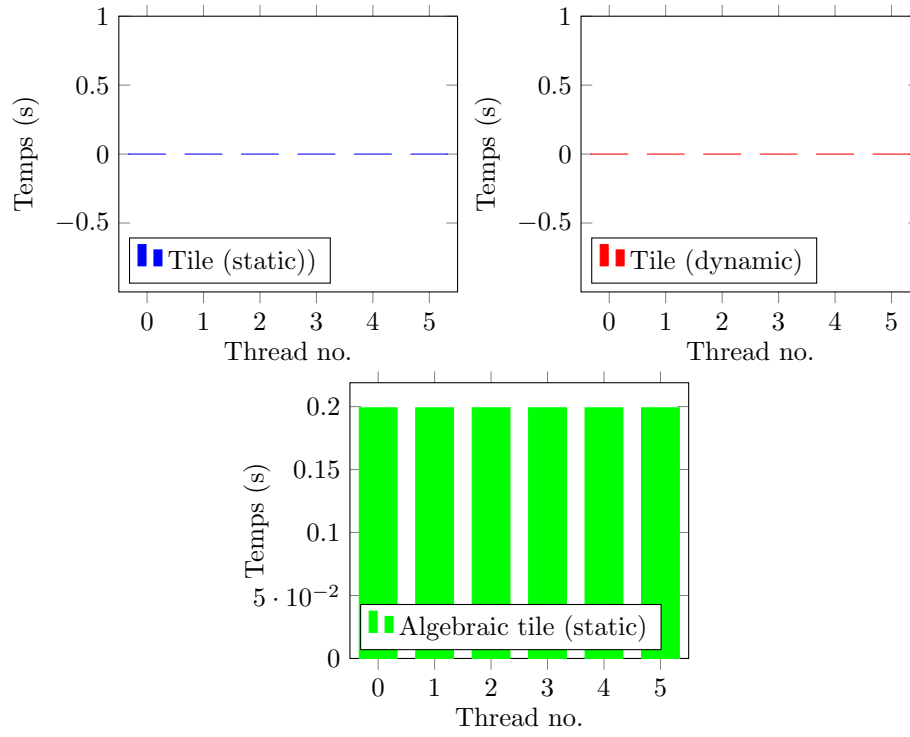 1
0.5
0
−0.5
Temps (s)
Tile (static))
0 1 2 3 4 5
Thread no.
1
0.5
0
−0.5
Temps (s)
Tile (dynamic)
0 1 2 3 4 5
Thread no.
0.2
0.15
0.1
5 · 10−2
0
Temps (s)
Algebraic tile (static)
0 1 2 3 4 5
Thread no.